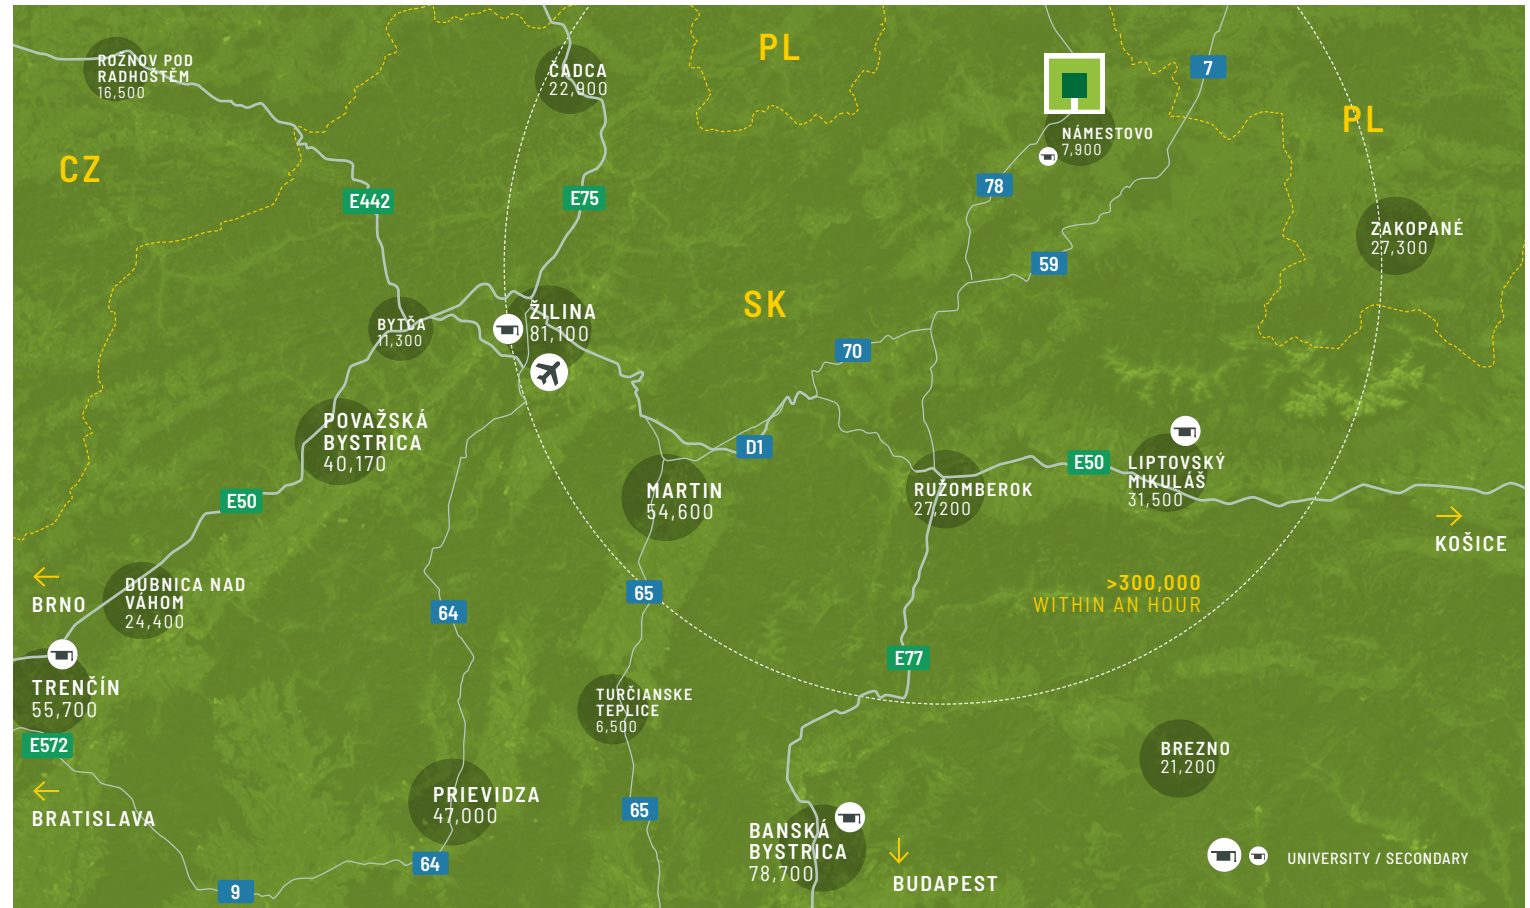 ROŽNOV POD
RADHOŠTĚM
16,500
ČADCA
22,900
PL
7
NÁMESTOVO
7,900
PL
CZ
E442
E75
78
ZAKOPANÉ
27,300
59
SK
BYTČA
11,300
ŽILINA
81,100
70
POVAŽSKÁ
BYSTRICA
40,170
D1
E50
LIPTOVSKÝ
MIKULÁŠ
31,500
E50
MARTIN
54,600
RUŽOMBEROK
27,200
KOŠICE
BRNO
DUBNICA NAD
VÁHOM
24,400
64
65
>300,000
WITHIN AN HOUR
E77
TRENČÍN
55,700
TURČIANSKE
TEPLICE
6,500
E572
BREZNO
21,200
BRATISLAVA
PRIEVIDZA
47,000
65
BANSKÁ
BYSTRICA
78,700
BUDAPEST
64
9
UNIVERSITY / SECONDARY